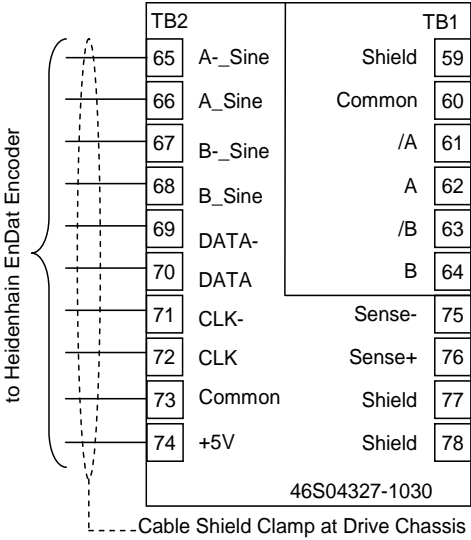 TB2 TB1
65 A-_Sine Shield 59
66 A_Sine Common 60
67 B-_Sine /A 61
68 B_Sine A 62
69 DATA- /B 63
70 DATA B 64
71 CLK- Sense- 75
72 CLK Sense+ 76
73 Common Shield 77
74 +5V Shield 78
46S04327-1030
to Heidenhain EnDat Encoder
Cable Shield Clamp at Drive Chassis